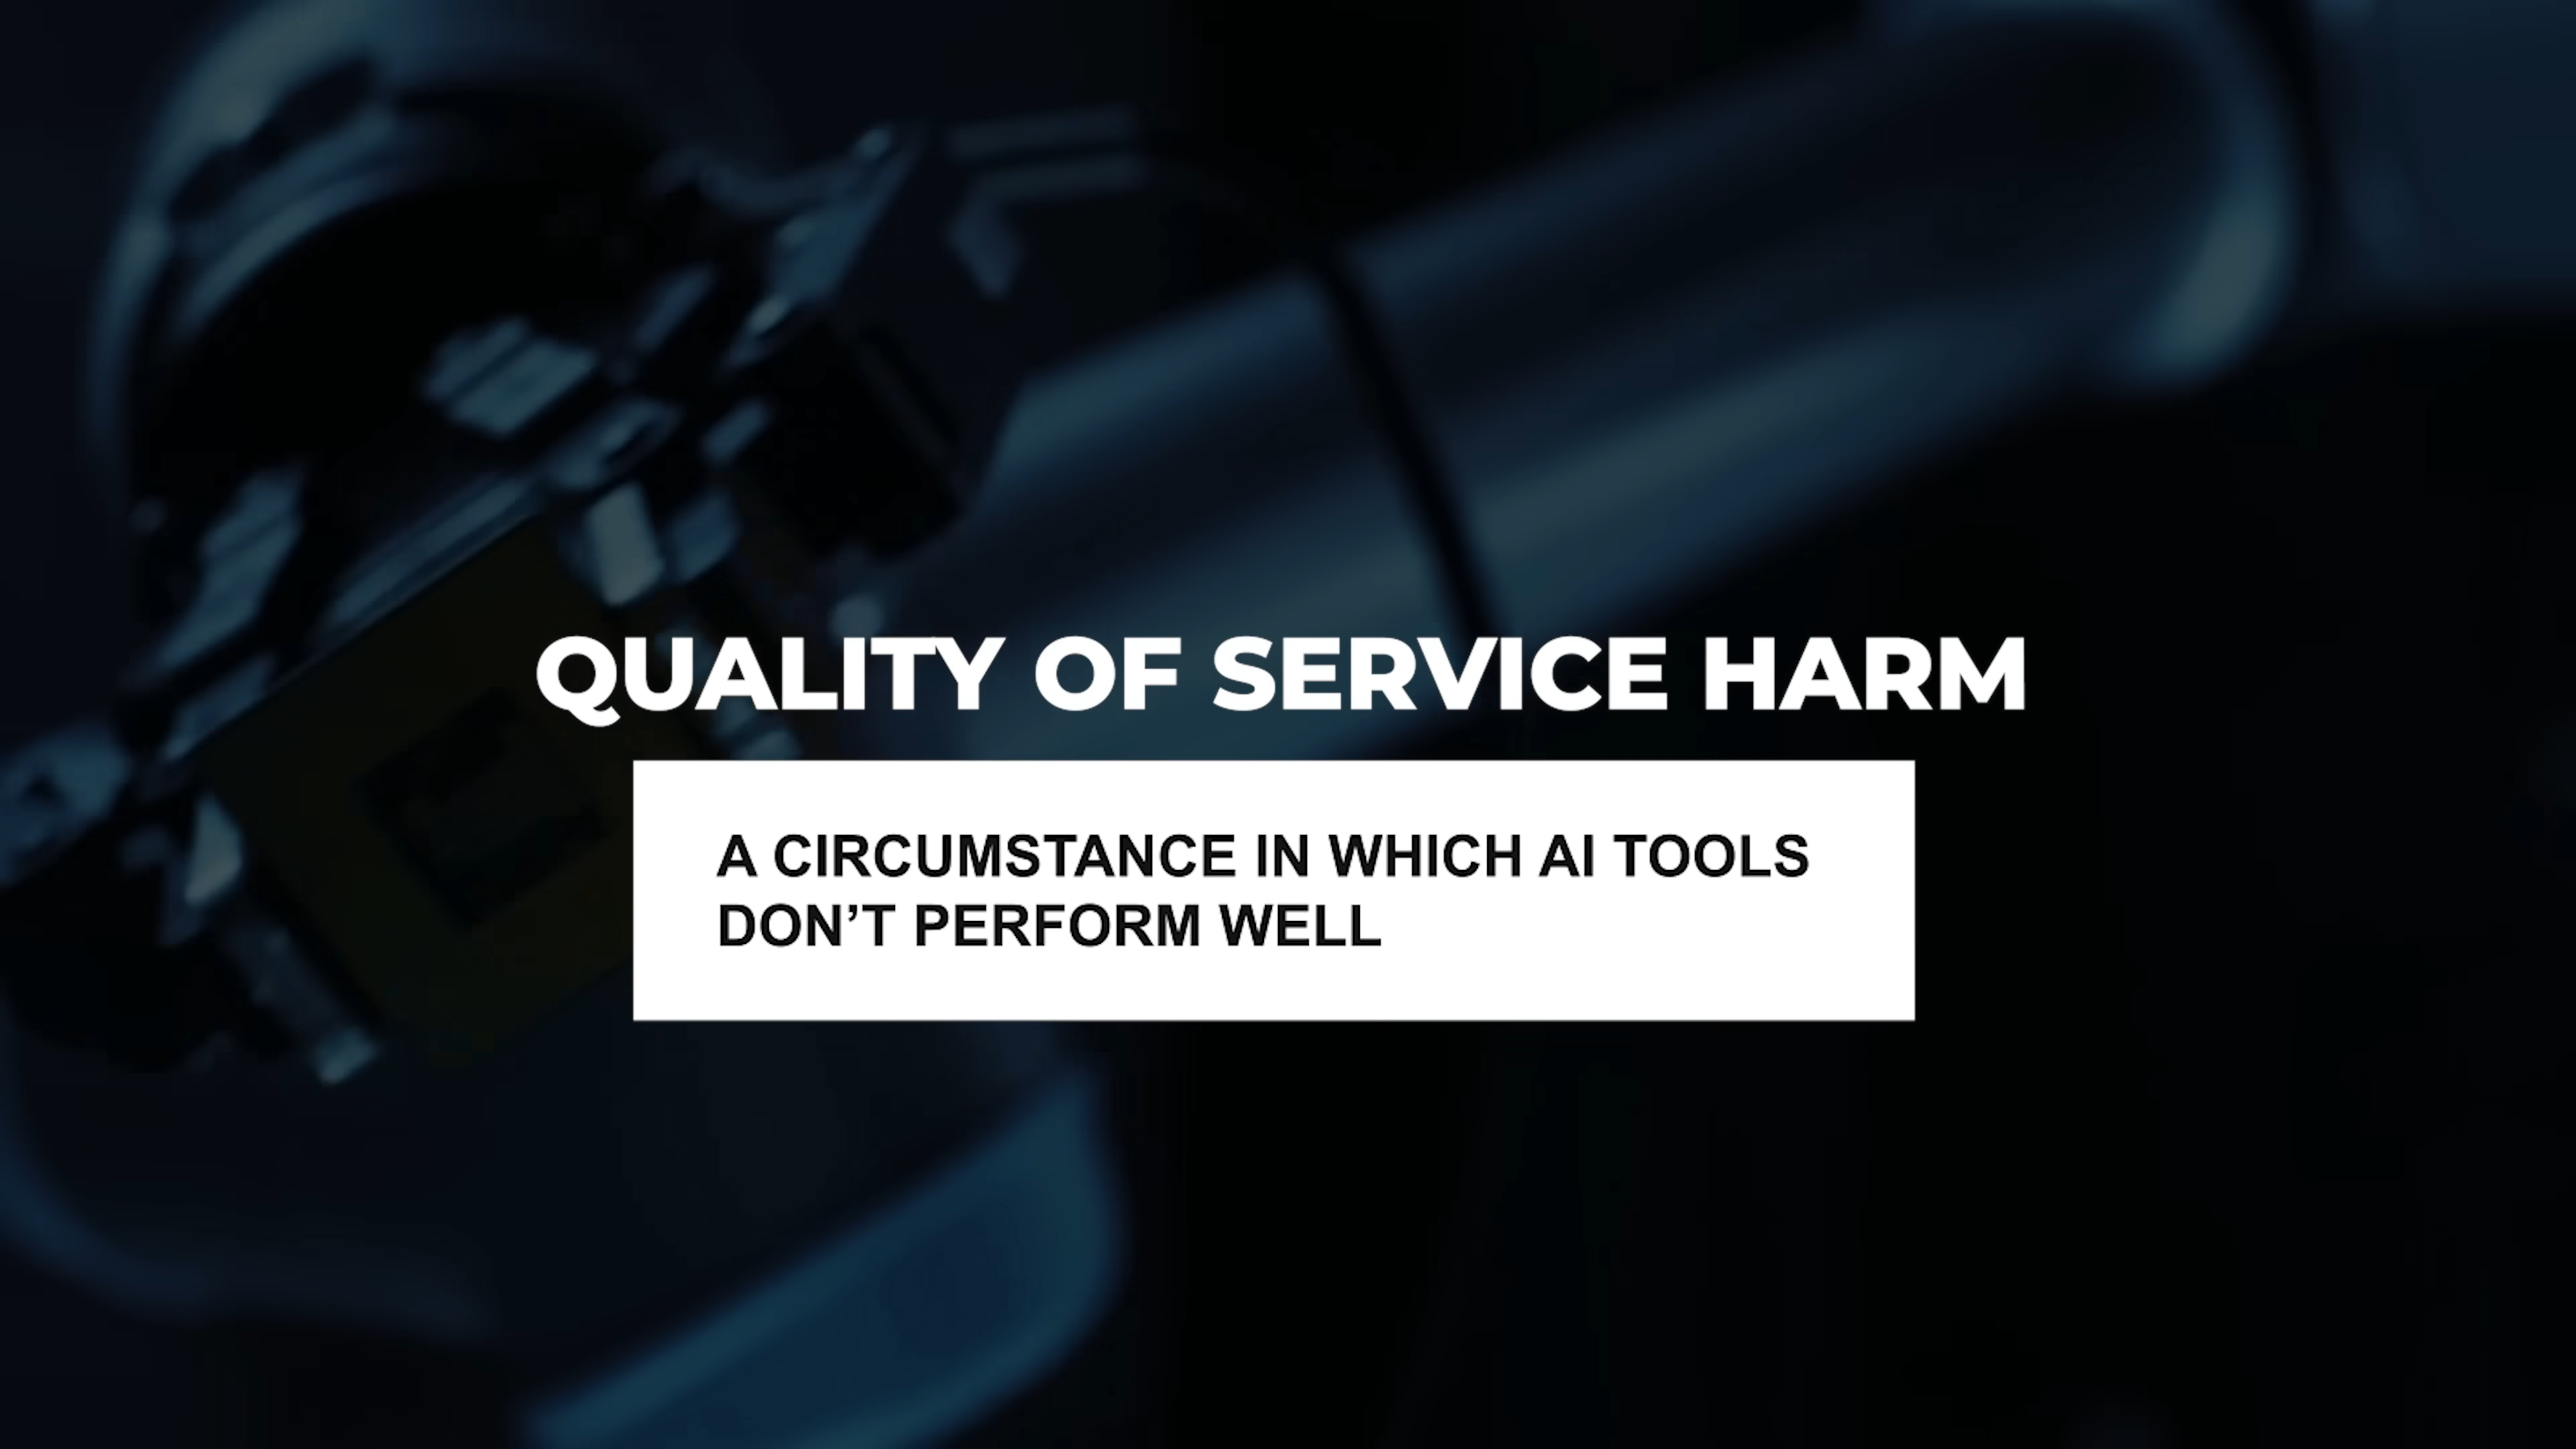 QUALITY OF SERVICE HARM
A CIRCUMSTANCE IN WHICH AI TOOLS
DON’T PERFORM WELL